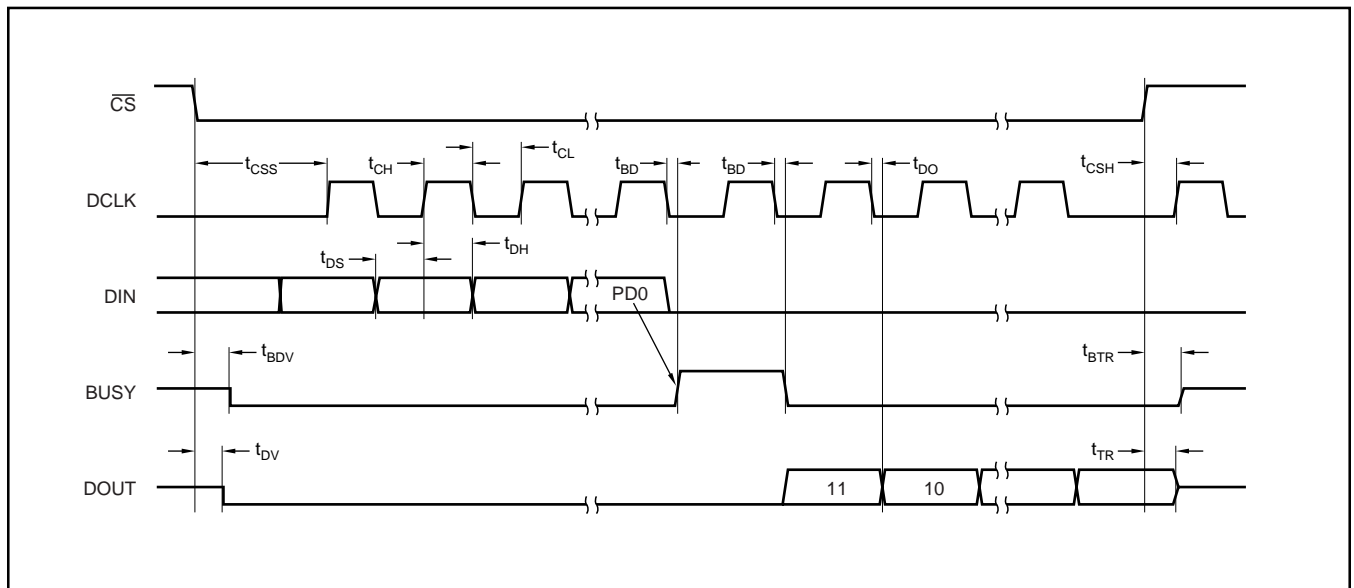 CS
tCSS
tCH
tCL
tBD
tBD
tDO
tCSH
DCLK
tDS
tDH
DIN
PD0
tBDV
tBTR
BUSY
tDV
tTR
DOUT
11
10